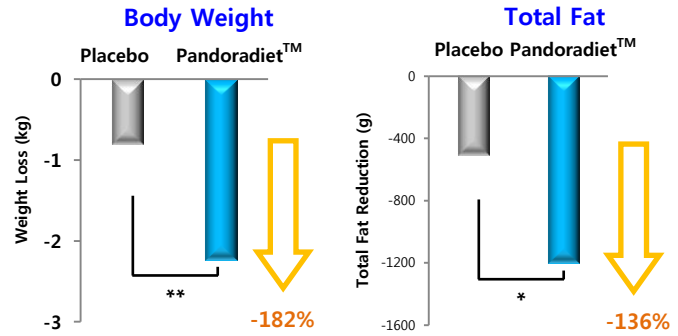 Body Weight
Placebo Pandoradiet™
Weight Loss (kg)
0
-1
-2
-3
**
-182%
Total Fat
Placebo Pandoradiet™
Total Fat Reduction (g)
0
-400
-800
-1200
-1600
*
-136%